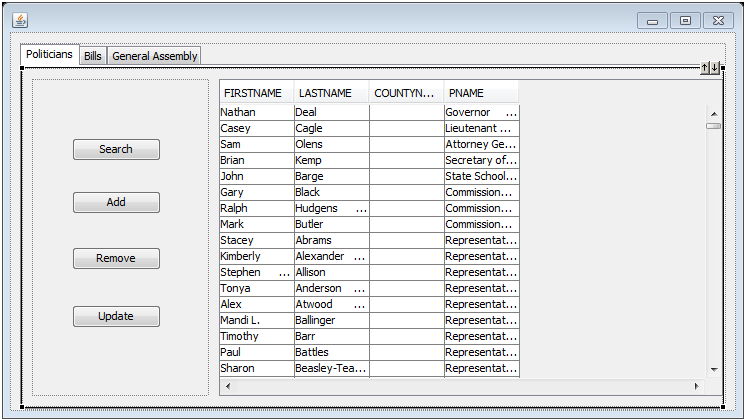 Politicians Bills General Assembly
FIRSTNAME LASTNAME COUNTYN... PNAME
Nathan Deal Governor ...
Casey Cagle Lieutenant ...
Sam Olens Attorney Ge...
Brian Kemp Secretary of...
John Barge State School...
Gary Black Commission...
Ralph Hudgens ... Commission...
Mark Butler Commission...
Stacey Abrams Representat...
Kimberly Alexander ... Representat...
Stephen ... Allison Representat...
Tonya Anderson ... Representat...
Alex Atwood ... Representat...
Mandi L. Ballinger Representat...
Timothy Barr Representat...
Paul Battles Representat...
Sharon Beasley-Tea... Representat...
Search
Add
Remove
Update